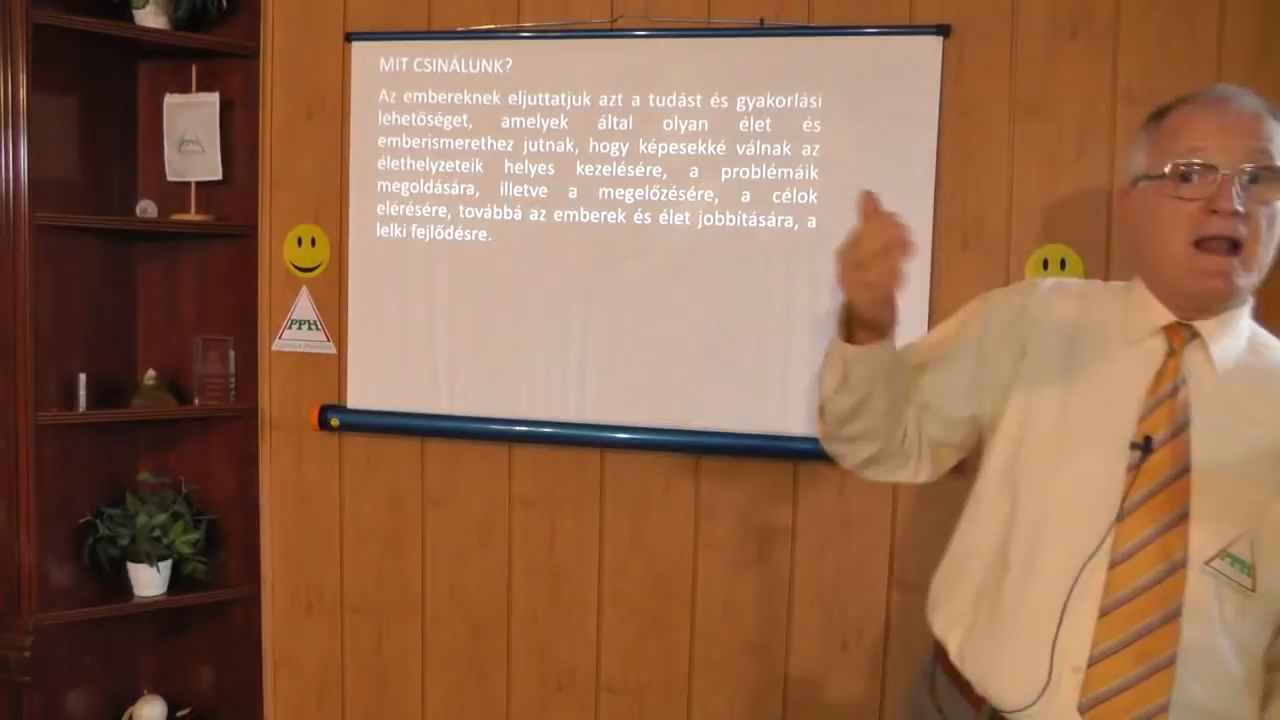 MIT CSINÁLUNK?
Az embereknek eljuttatjuk azt a tudást és gyakorlási
lehetőséget, amelyek által olyan élet és
emberismerethez jutnak, hogy képesekké válnak az
élethelyzeteik helyes kezelésére, a problémáik
megoldására, illetve a megelőzésére, a célok
elérésére, továbbá az emberek és élet jobbítására, a
lelki fejlődésre.
PPH
PPH